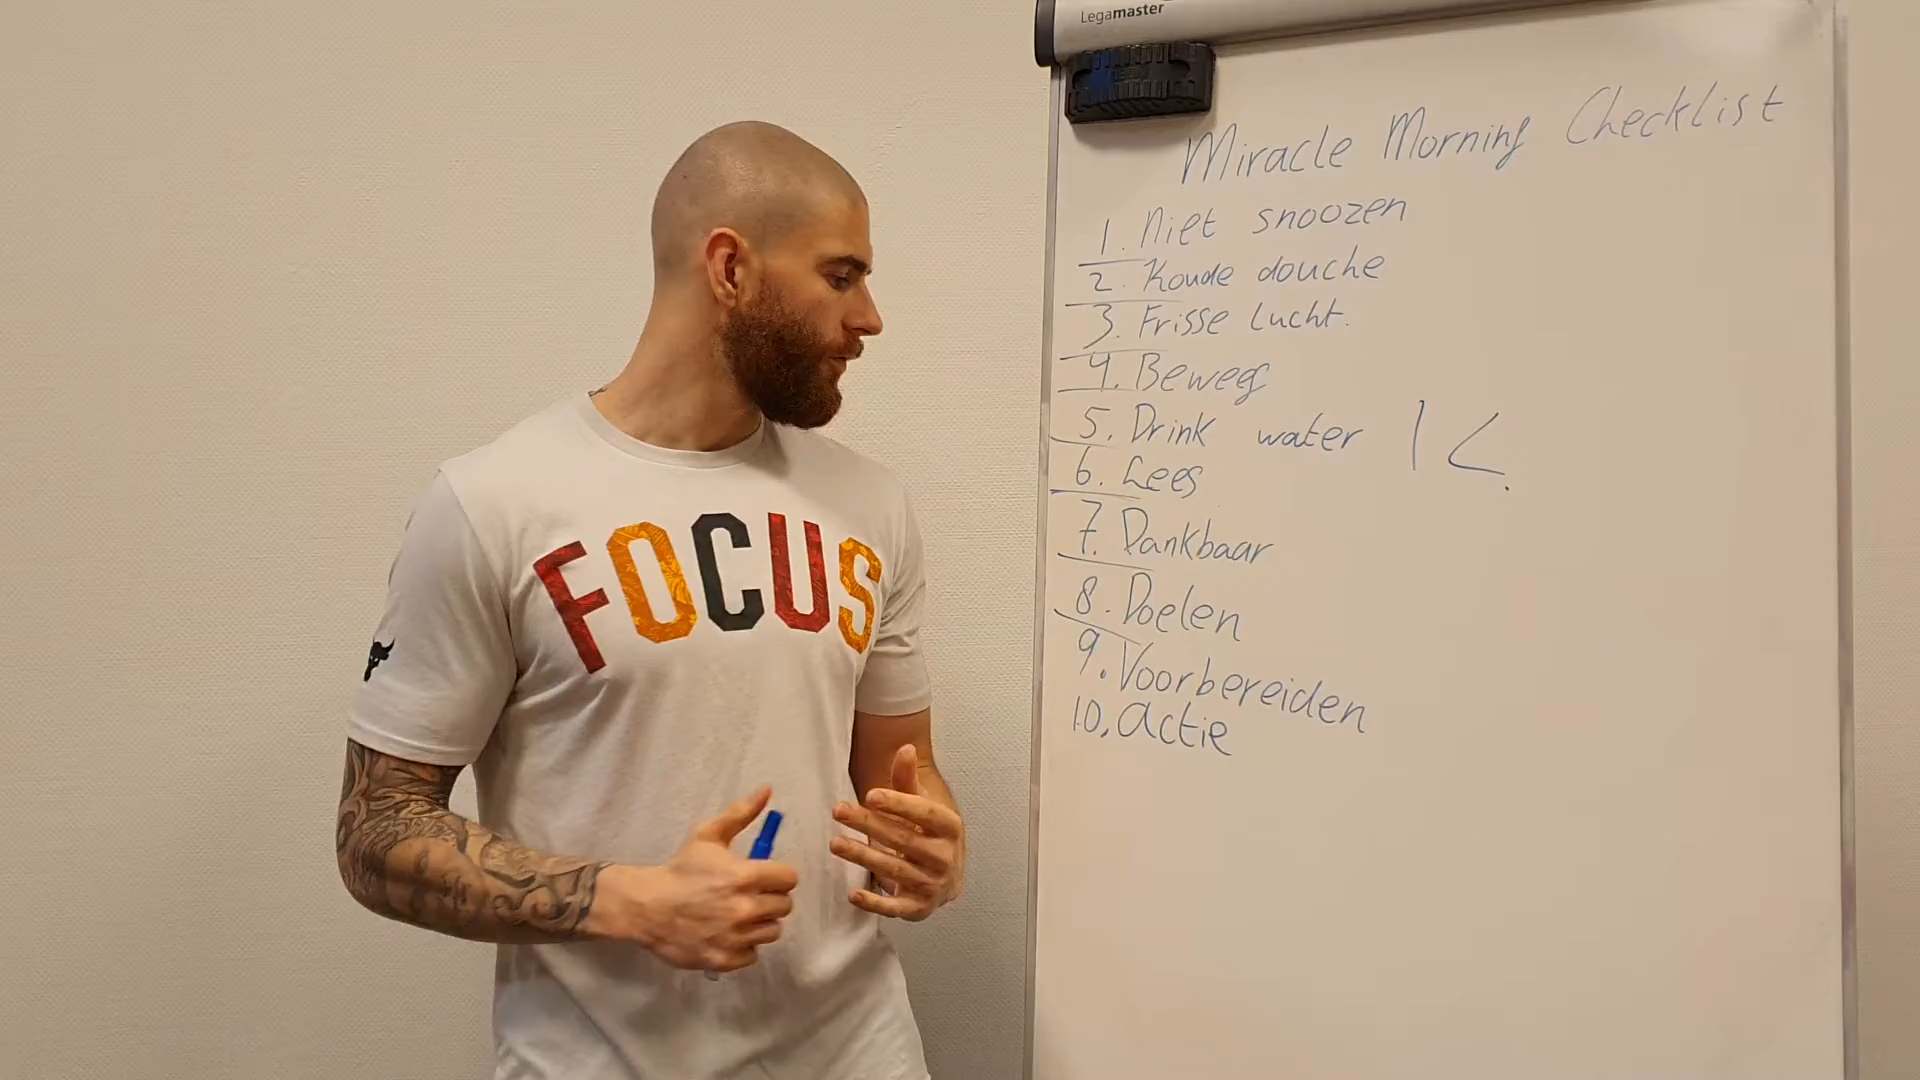 Legamaster
Miracle Morning Checklist
1. Niet snoozen
2. Koude douche
3. Frisse lucht.
4. Beweeg
5. Drink water 1 L
6. Lees
7. Dankbaar
8. Doelen
9. Voorbereiden
10. Actie
FOCUS